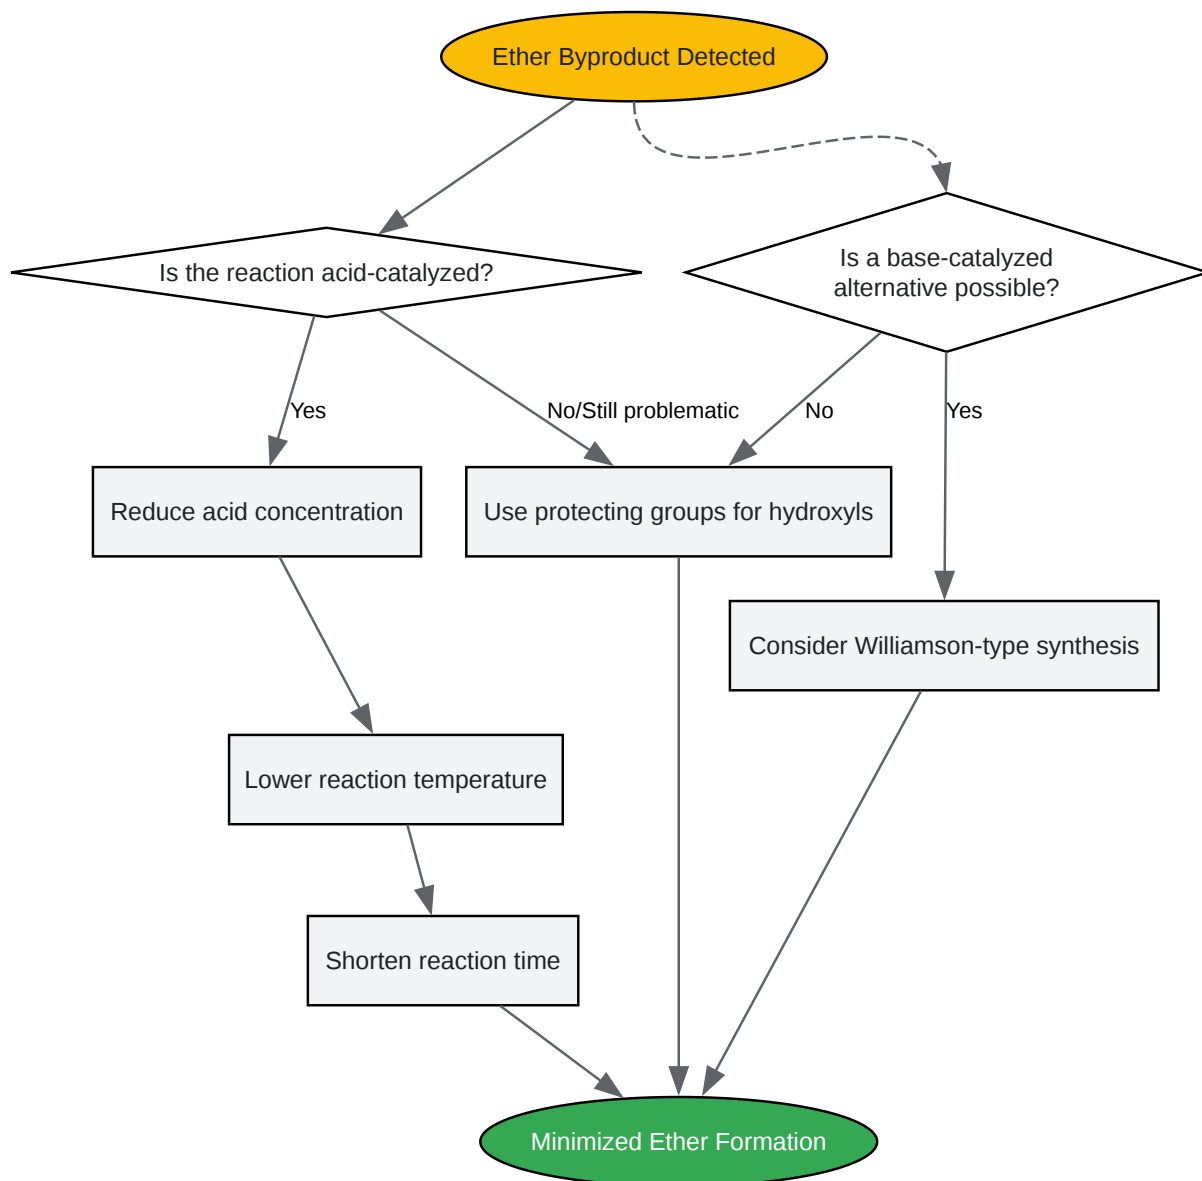 Ether Byproduct Detected
Is the reaction acid-catalyzed?
Is a base-catalyzed
alternative possible?
Yes
No/Still problematic
No
Yes
Reduce acid concentration
Use protecting groups for hydroxyls
Consider Williamson-type synthesis
Lower reaction temperature
Shorten reaction time
Minimized Ether Formation